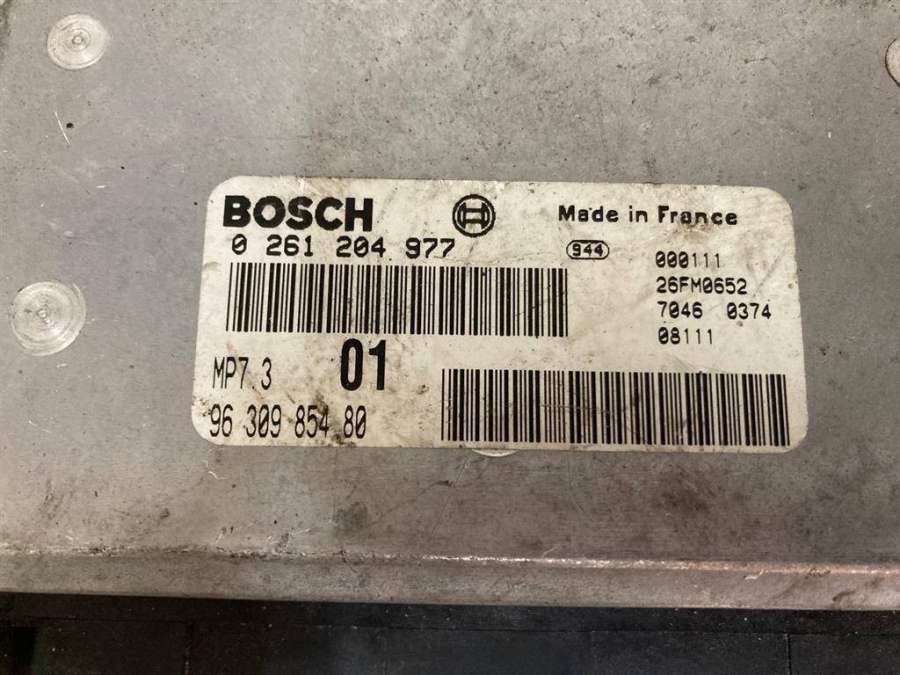 BOSCH Made in France
0 261 204 977 944 000111
26FM0652
7046 0374
08111
MP7.3 01
96 309 854 80